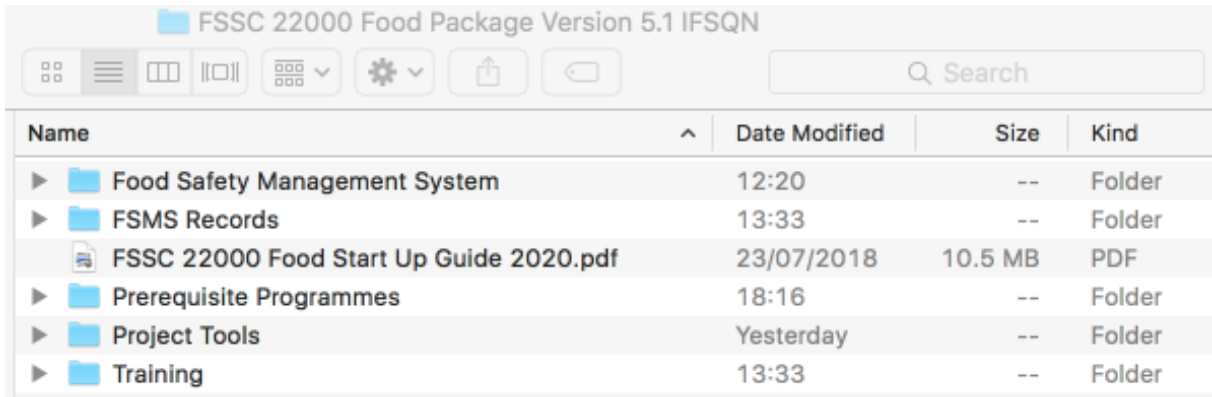 FSSC 22000 Food Package Version 5.1 IFSQN
Search
Name Date Modified Size Kind
Food Safety Management System 12:20 -- Folder
FSMS Records 13:33 -- Folder
FSSC 22000 Food Start Up Guide 2020.pdf 23/07/2018 10.5 MB PDF
Prerequisite Programmes 18:16 -- Folder
Project Tools Yesterday -- Folder
Training 13:33 -- Folder